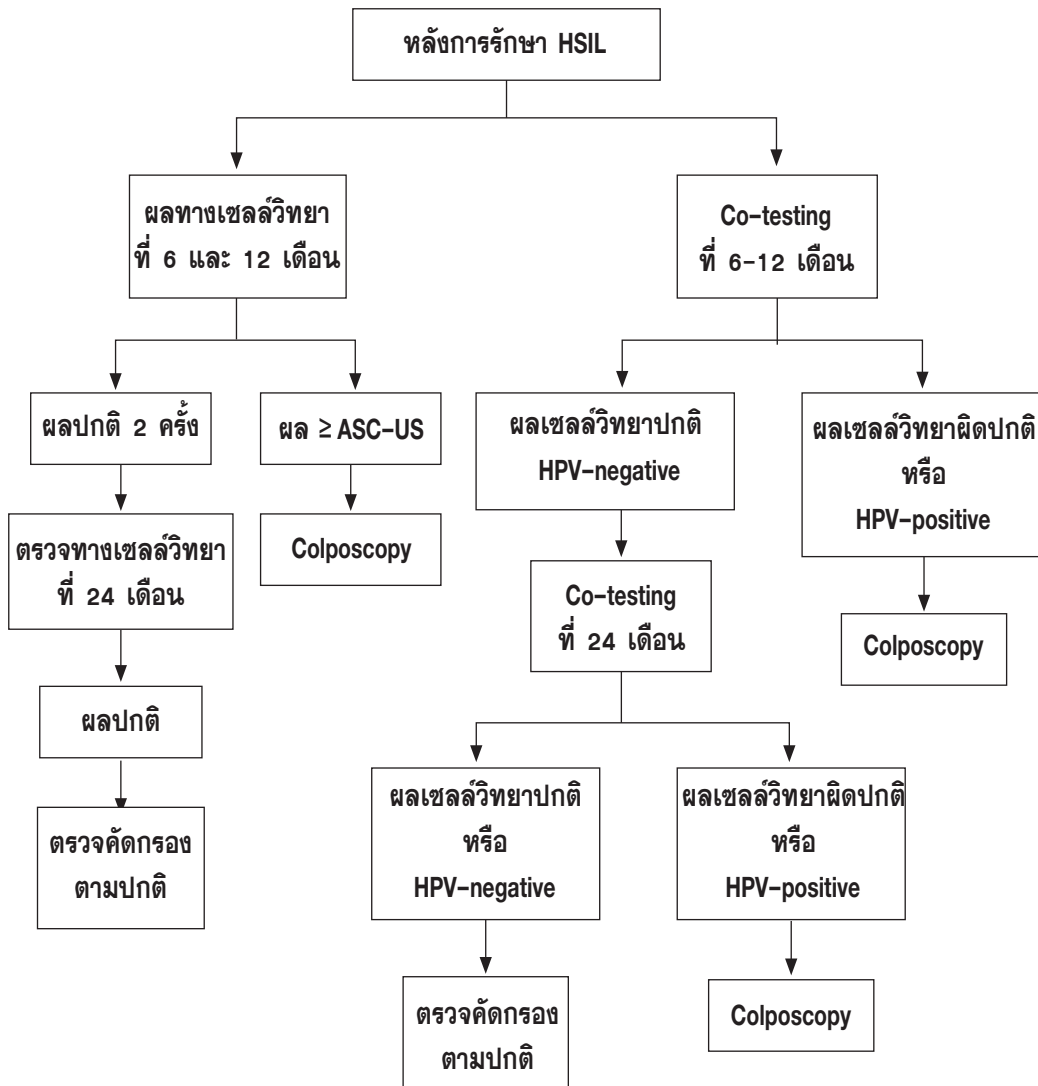 หลังการรักษา HSIL
ผลทางเซลล์วิทยา
ที่ 6 และ 12 เดือน
Co-testing
ที่ 6-12 เดือน
ผลปกติ 2 ครั้ง
ผล ≥ ASC-US
ผลเซลล์วิทยาปกติ
HPV-negative
ผลเซลล์วิทยาผิดปกติ
หรือ
HPV-positive
ตรวจทางเซลล์วิทยา
ที่ 24 เดือน
Colposcopy
Co-testing
ที่ 24 เดือน
Colposcopy
ผลปกติ
ผลเซลล์วิทยาปกติ
หรือ
HPV-negative
ผลเซลล์วิทยาผิดปกติ
หรือ
HPV-positive
ตรวจคัดกรอง
ตามปกติ
ตรวจคัดกรอง
ตามปกติ
Colposcopy